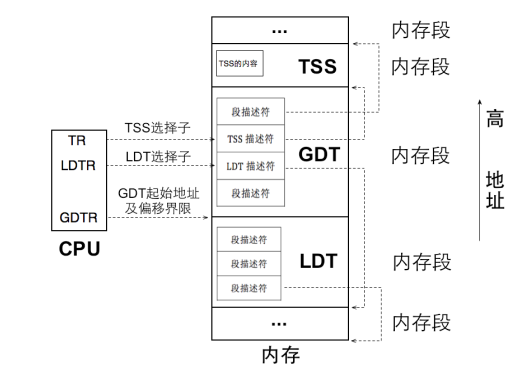 ...
内存段
TSS的内容
TSS
内存段
段描述符
TSS选择子
TSS 描述符
TR
LDT选择子
LDT 描述符
GDT
内存段
LDTR
GDT起始地址
及偏移界限
段描述符
GDTR
CPU
段描述符
段描述符
LDT
内存段
段描述符
...
内存段
内存
高
地
址